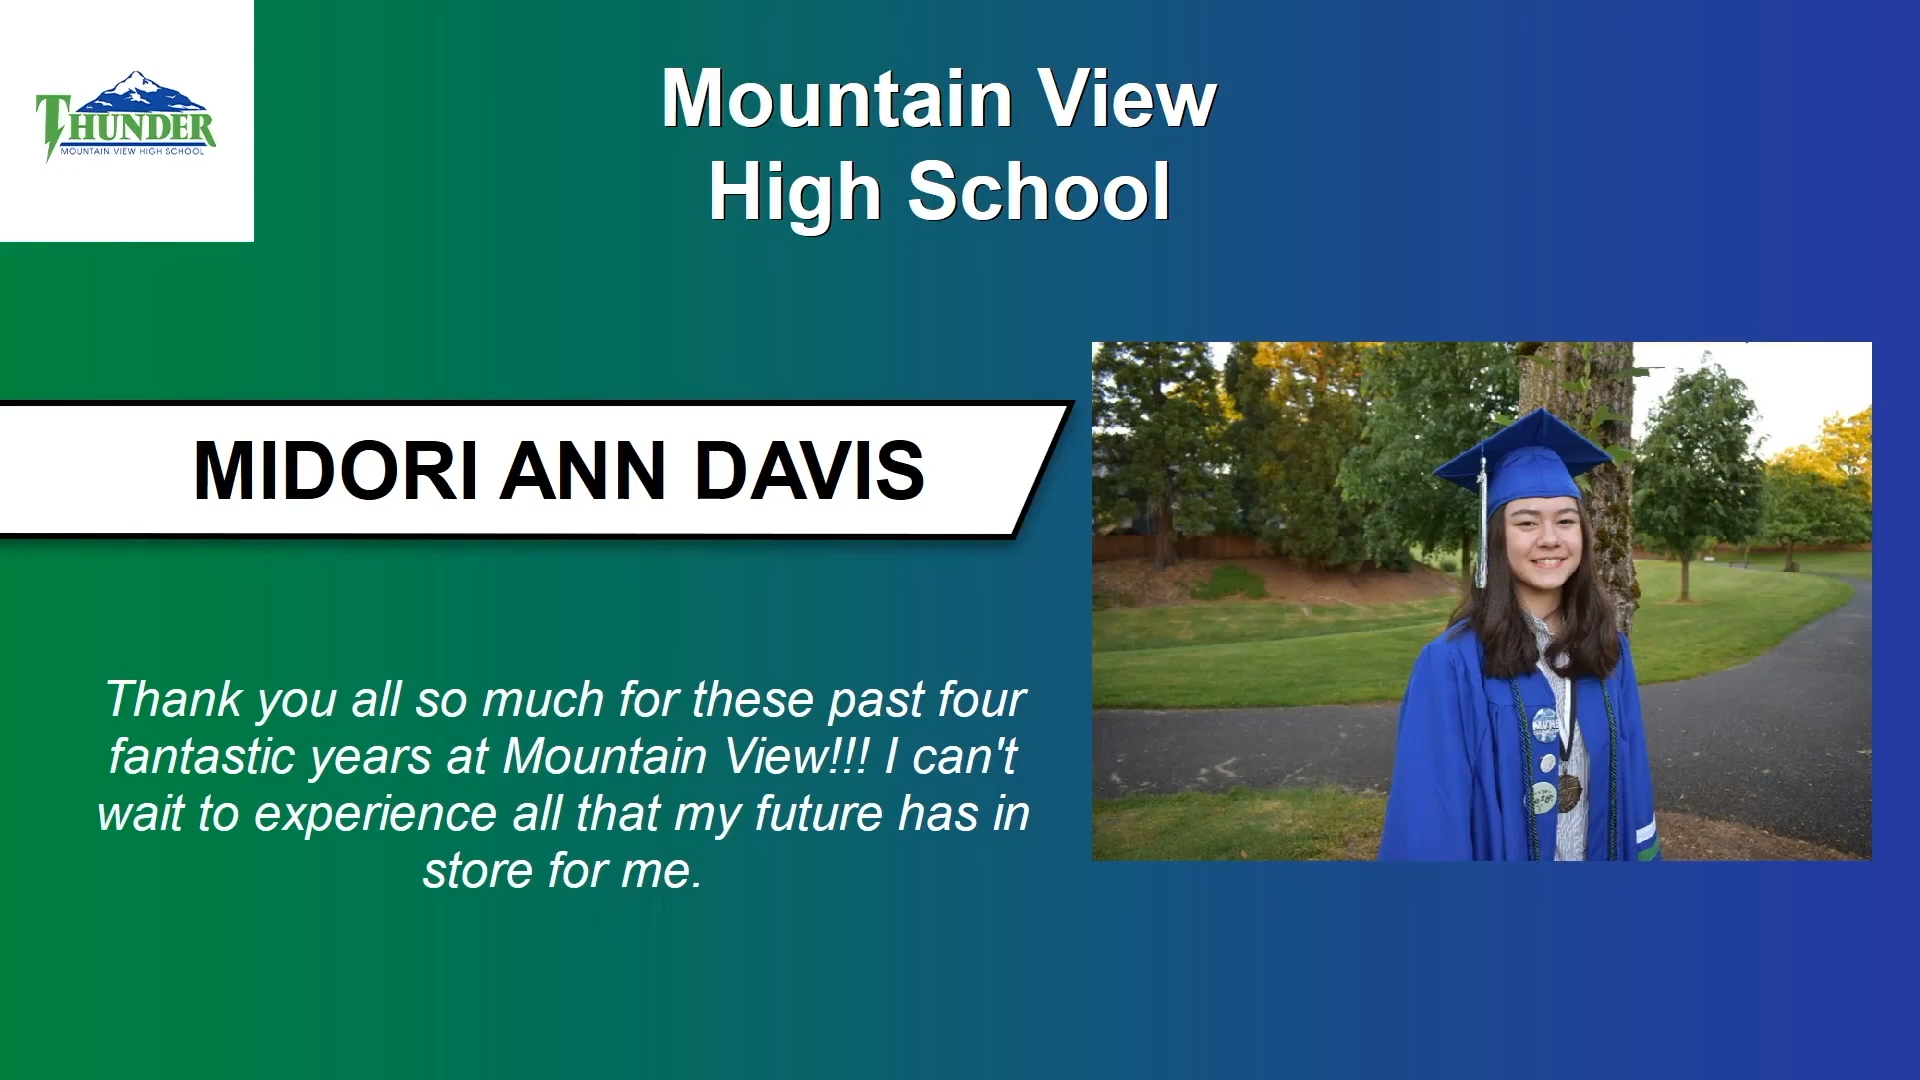 THUNDER
MOUNTAIN VIEW HIGH SCHOOL
Mountain View
High School
MIDORI ANN DAVIS
Thank you all so much for these past four
fantastic years at Mountain View!!! I can't
wait to experience all that my future has in
store for me.